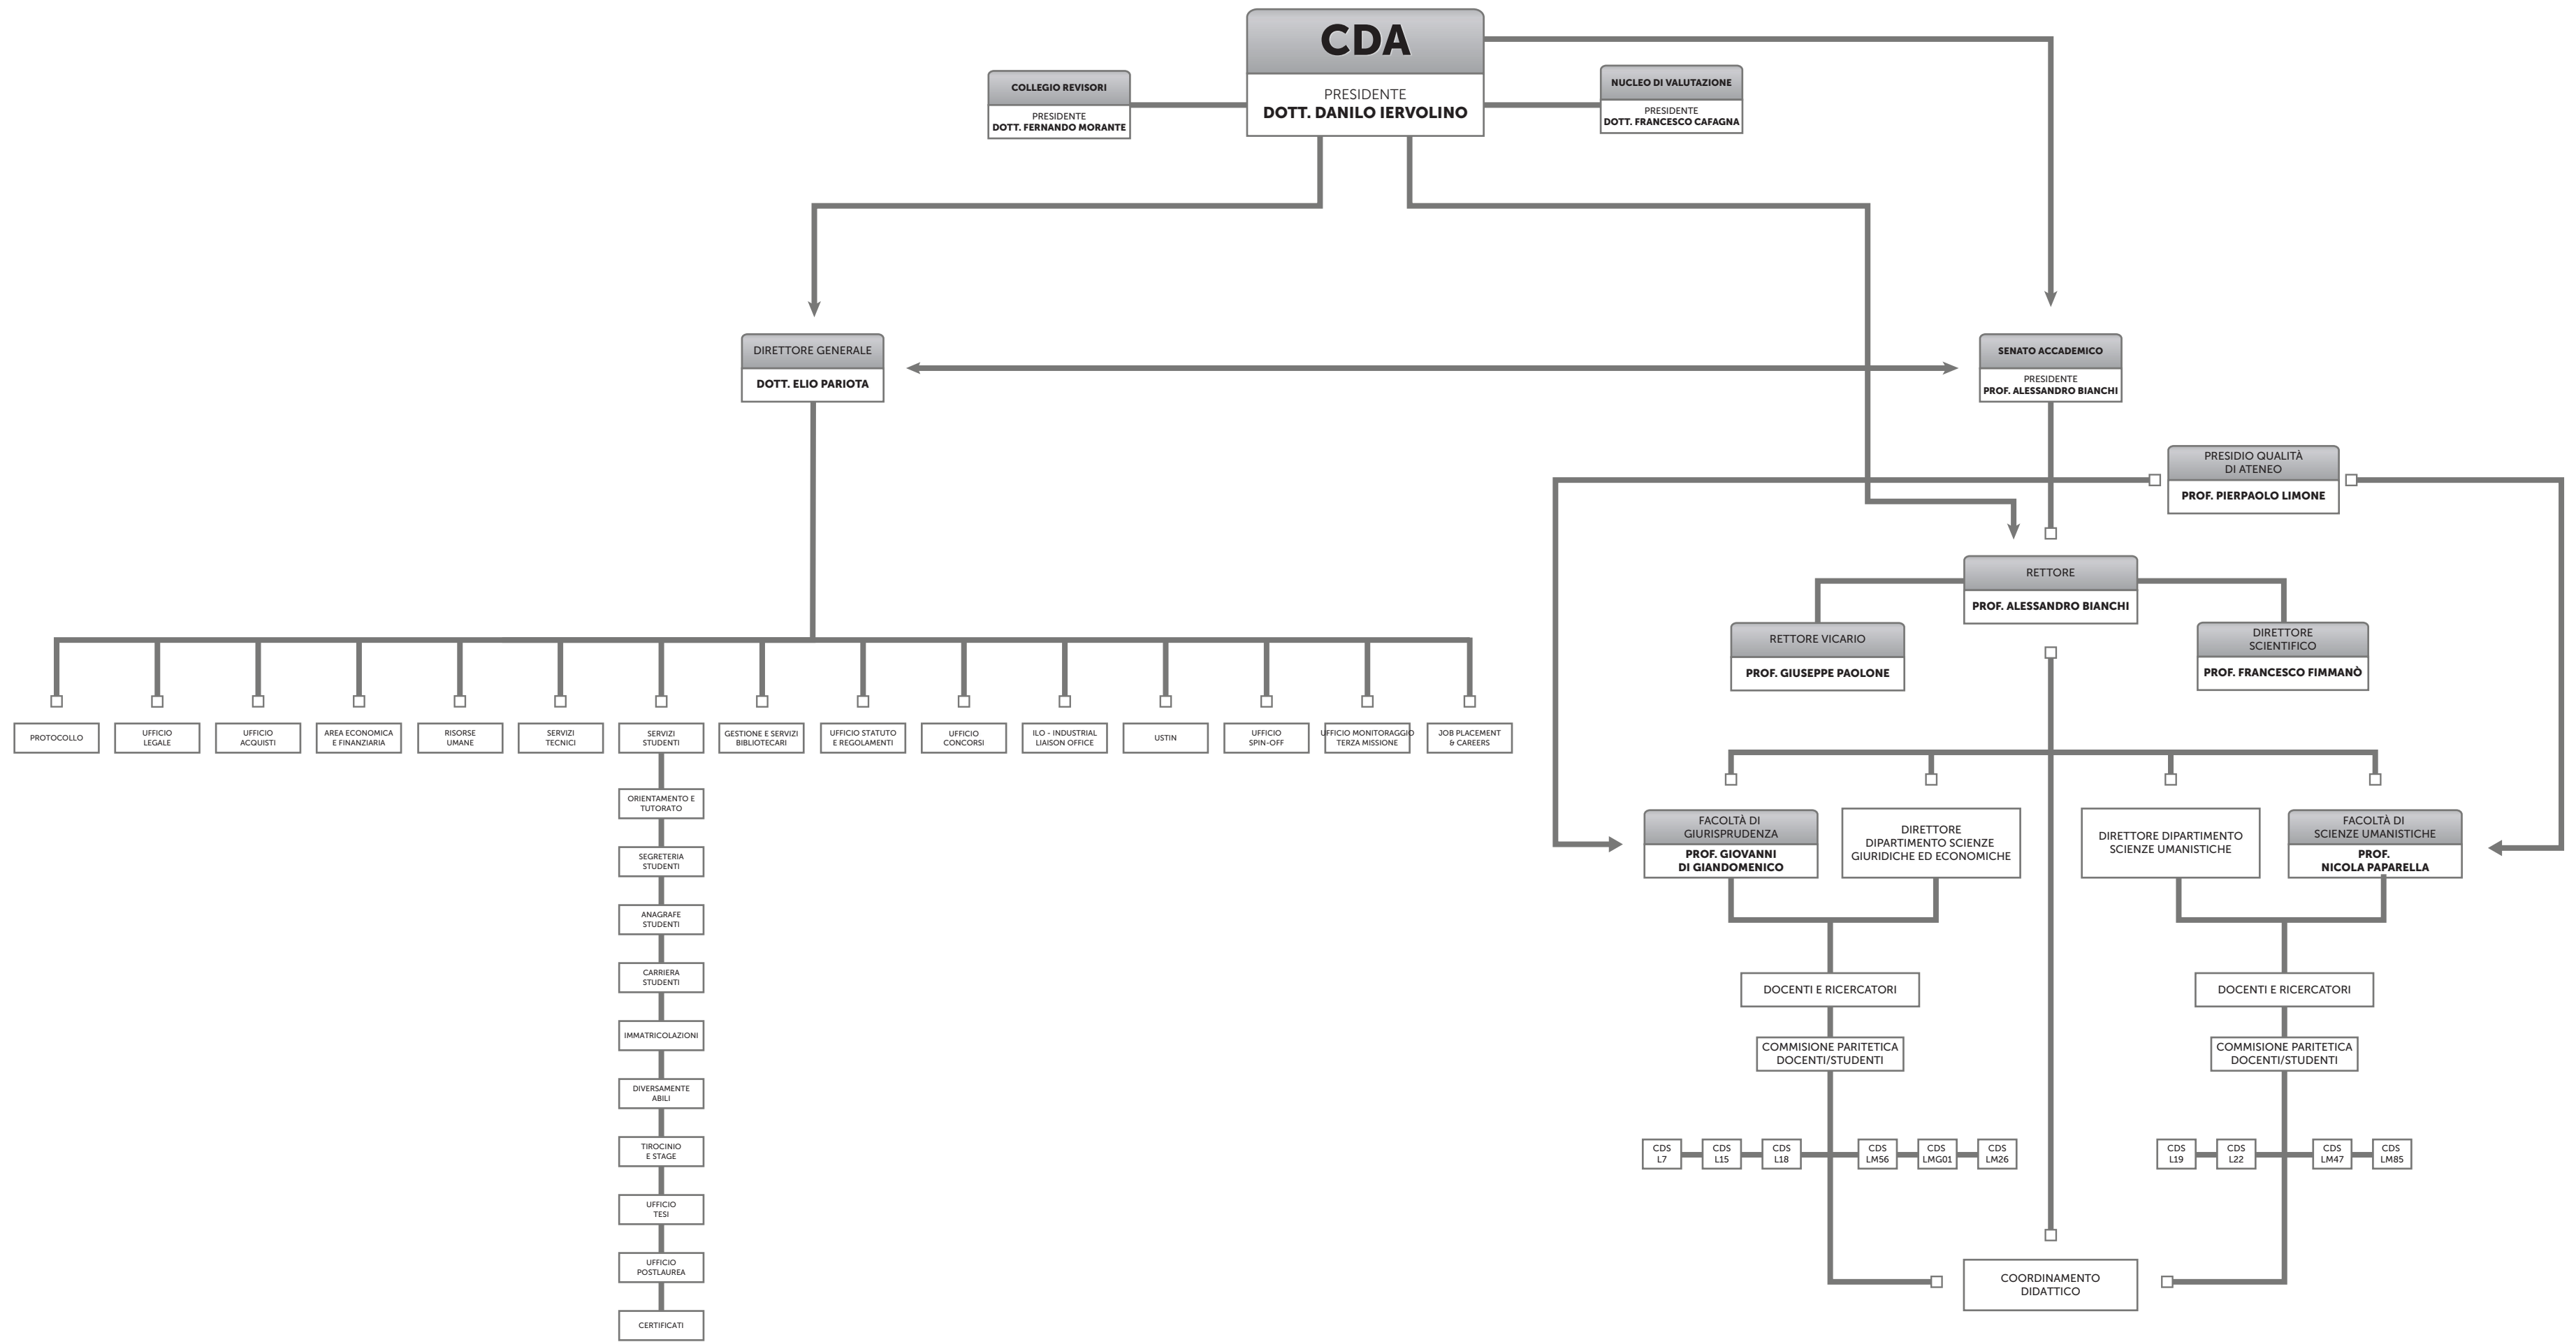 CDA
PRESIDENTE
DOTT. DANILO IERVOLINO
COLLEGIO REVISORI
PRESIDENTE
DOTT. FERNANDO MORANTE
NUCLEO DI VALUTAZIONE
PRESIDENTE
DOTT. FRANCESCO CAFAGNA
DIRETTORE GENERALE
DOTT. ELIO PARIOTA
SENATO ACCADEMICO
PRESIDENTE
PROF. ALESSANDRO BIANCHI
PRESIDIO QUALITÀ
DI ATENEO
PROF. PIERPAOLO LIMONE
RETTORE
PROF. ALESSANDRO BIANCHI
RETTORE VICARIO
PROF. GIUSEPPE PAOLONE
DIRETTORE
SCIENTIFICO
PROF. FRANCESCO FIMMANÒ
PROTOCOLLO
UFFICIO
LEGALE
UFFICIO
ACQUISTI
AREA ECONOMICA
E FINANZIARIA
RISORSE
UMANE
SERVIZI
TECNICI
SERVIZI
STUDENTI
GESTIONE E SERVIZI
BIBLIOTECARI
UFFICIO STATUTO
E REGOLAMENTI
UFFICIO
CONCORSI
ILO - INDUSTRIAL
LIAISON OFFICE
USTIN
UFFICIO
SPIN-OFF
UFFICIO MONITORAGGIO
TERZA MISSIONE
JOB PLACEMENT
& CAREERS
ORIENTAMENTO E
TUTORATO
SEGRETERIA
STUDENTI
ANAGRAFE
STUDENTI
CARRIERA
STUDENTI
IMMATRICOLAZIONI
DIVERSAMENTE
ABILI
TIROCINIO
E STAGE
UFFICIO
TESI
UFFICIO
POSTLAUREA
CERTIFICATI
FACOLTÀ DI
GIURISPRUDENZA
PROF. GIOVANNI
DI GIANDOMENICO
DIRETTORE
DIPARTIMENTO SCIENZE
GIURIDICHE ED ECONOMICHE
DIRETTORE DIPARTIMENTO
SCIENZE UMANISTICHE
FACOLTÀ DI
SCIENZE UMANISTICHE
PROF.
NICOLA PAPARELLA
DOCENTI E RICERCATORI
DOCENTI E RICERCATORI
COMMISIONE PARITETICA
DOCENTI/STUDENTI
COMMISIONE PARITETICA
DOCENTI/STUDENTI
CDS
L7
CDS
L15
CDS
L18
CDS
LM56
CDS
LMG01
CDS
LM26
CDS
L19
CDS
L22
CDS
LM47
CDS
LM85
COORDINAMENTO
DIDATTICO